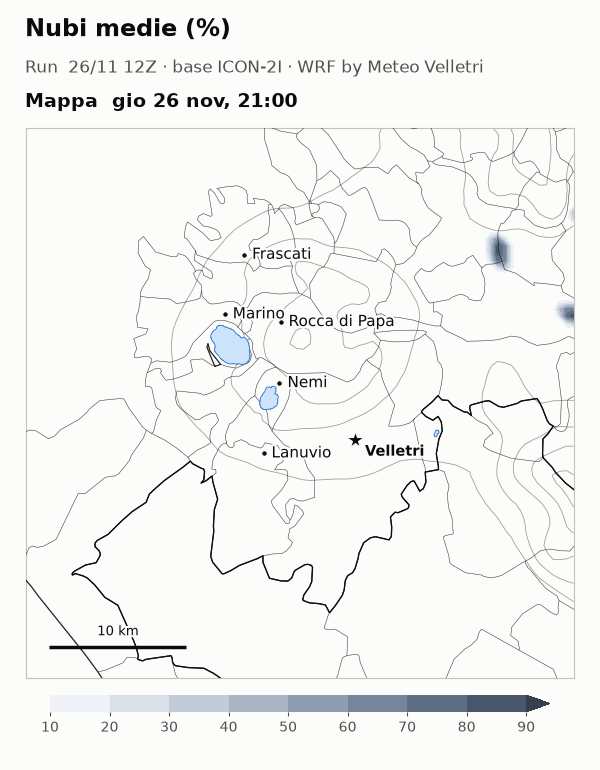 Nubi medie (%)
Run  26/11 12Z · base ICON-2I · WRF by Meteo Velletri
Mappa  gio 26 nov, 21:00
Frascati
Marino
Rocca di Papa
Nemi
Velletri
Lanuvio
10 km
10 20 30 40 50 60 70 80 90